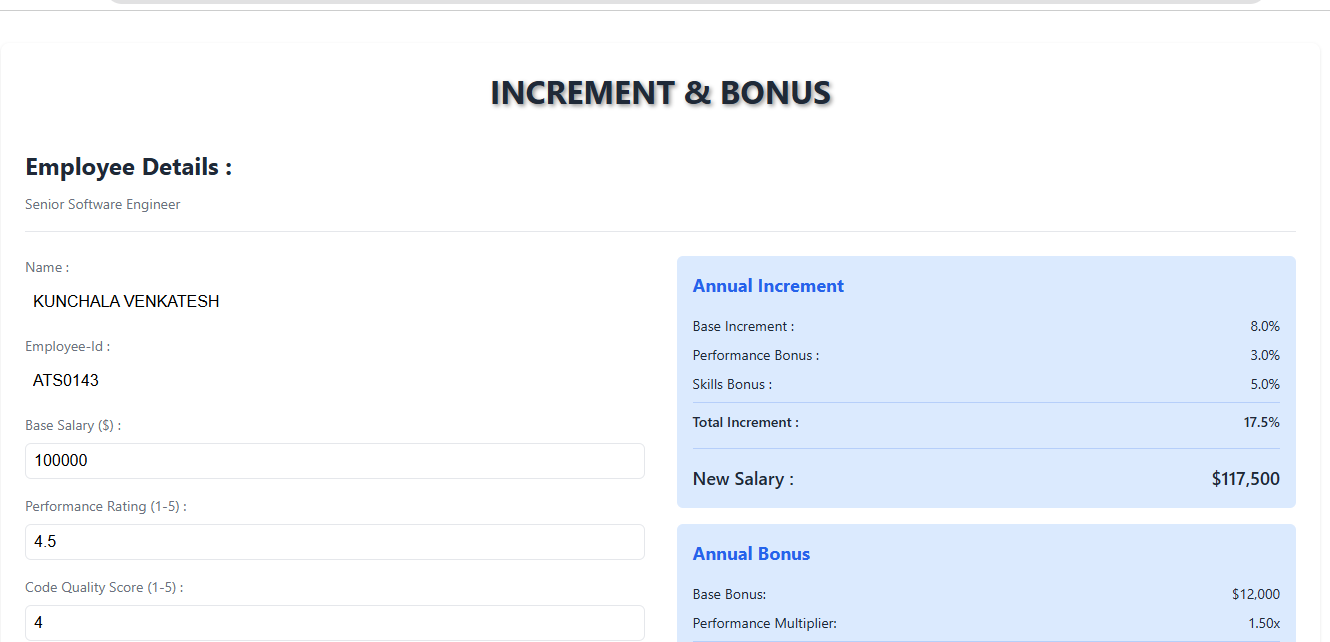 INCREMENT & BONUS
Employee Details :
Senior Software Engineer
Name :
KUNCHALA VENKATESH
Employee-Id :
ATS0143
Base Salary ($) :
100000
Performance Rating (1-5) :
4.5
Code Quality Score (1-5) :
4
Annual Increment
Base Increment : 8.0%
Performance Bonus : 3.0%
Skills Bonus : 5.0%
Total Increment : 17.5%
New Salary : $117,500
Annual Bonus
Base Bonus: $12,000
Performance Multiplier: 1.50x